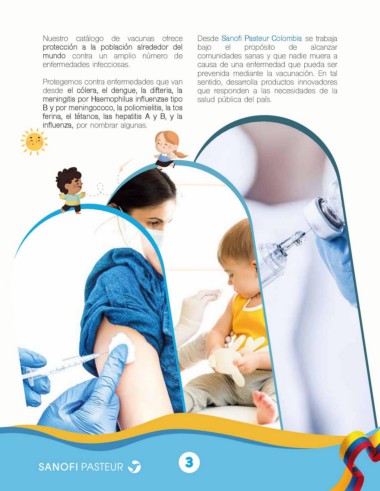 Nuestro catálogo de vacunas ofrece
protección a la población alrededor del
mundo contra un amplio número de
enfermedades infecciosas.
Protegemos contra enfermedades que van
desde el cólera, el dengue, la difteria, la
meningitis por Haemophilus influenzae tipo
B y por meningococo, la poliomielitis, la tos
ferina, el tétanos, las hepatitis A y B, y la
influenza, por nombrar algunas.
Desde Sanofi Pasteur Colombia se trabaja
bajo el propósito de alcanzar
comunidades sanas y que nadie muera a
causa de una enfermedad que pueda ser
prevenida mediante la vacunación. En tal
sentido, desarrolla productos innovadores
que responden a las necesidades de la
salud pública del país.
SANOFI PASTEUR
3